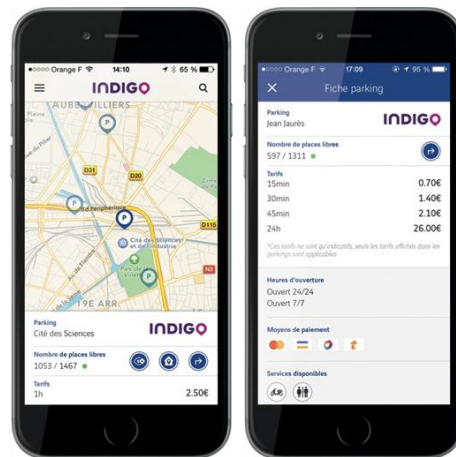 Orange F 14:10 65 %
INDIGO
AUBERVILLIERS
D31
D20
Bd Périphérique
D115
Cité des Sciences
et de l'Industrie
Parc de la
Villette
N3
19E ARR.
Parking
Cité des Sciences
INDIGO
Nombre de places libres
1053 / 1467
Tarifs
1h 2.50€
Orange F 17:09 95 %
Fiche parking
Parking
Jean Jaurès
INDIGO
Nombre de places libres
597 / 1311
Tarifs
15min 0.70€
30min 1.40€
45min 2.10€
24h 26.00€
*Ces tarifs ne sont qu'indicatifs, seuls les tarifs affichés dans les
parkings sont applicables
Heures d'ouverture
Ouvert 24/24
Ouvert 7/7
Moyens de paiement
Services disponibles